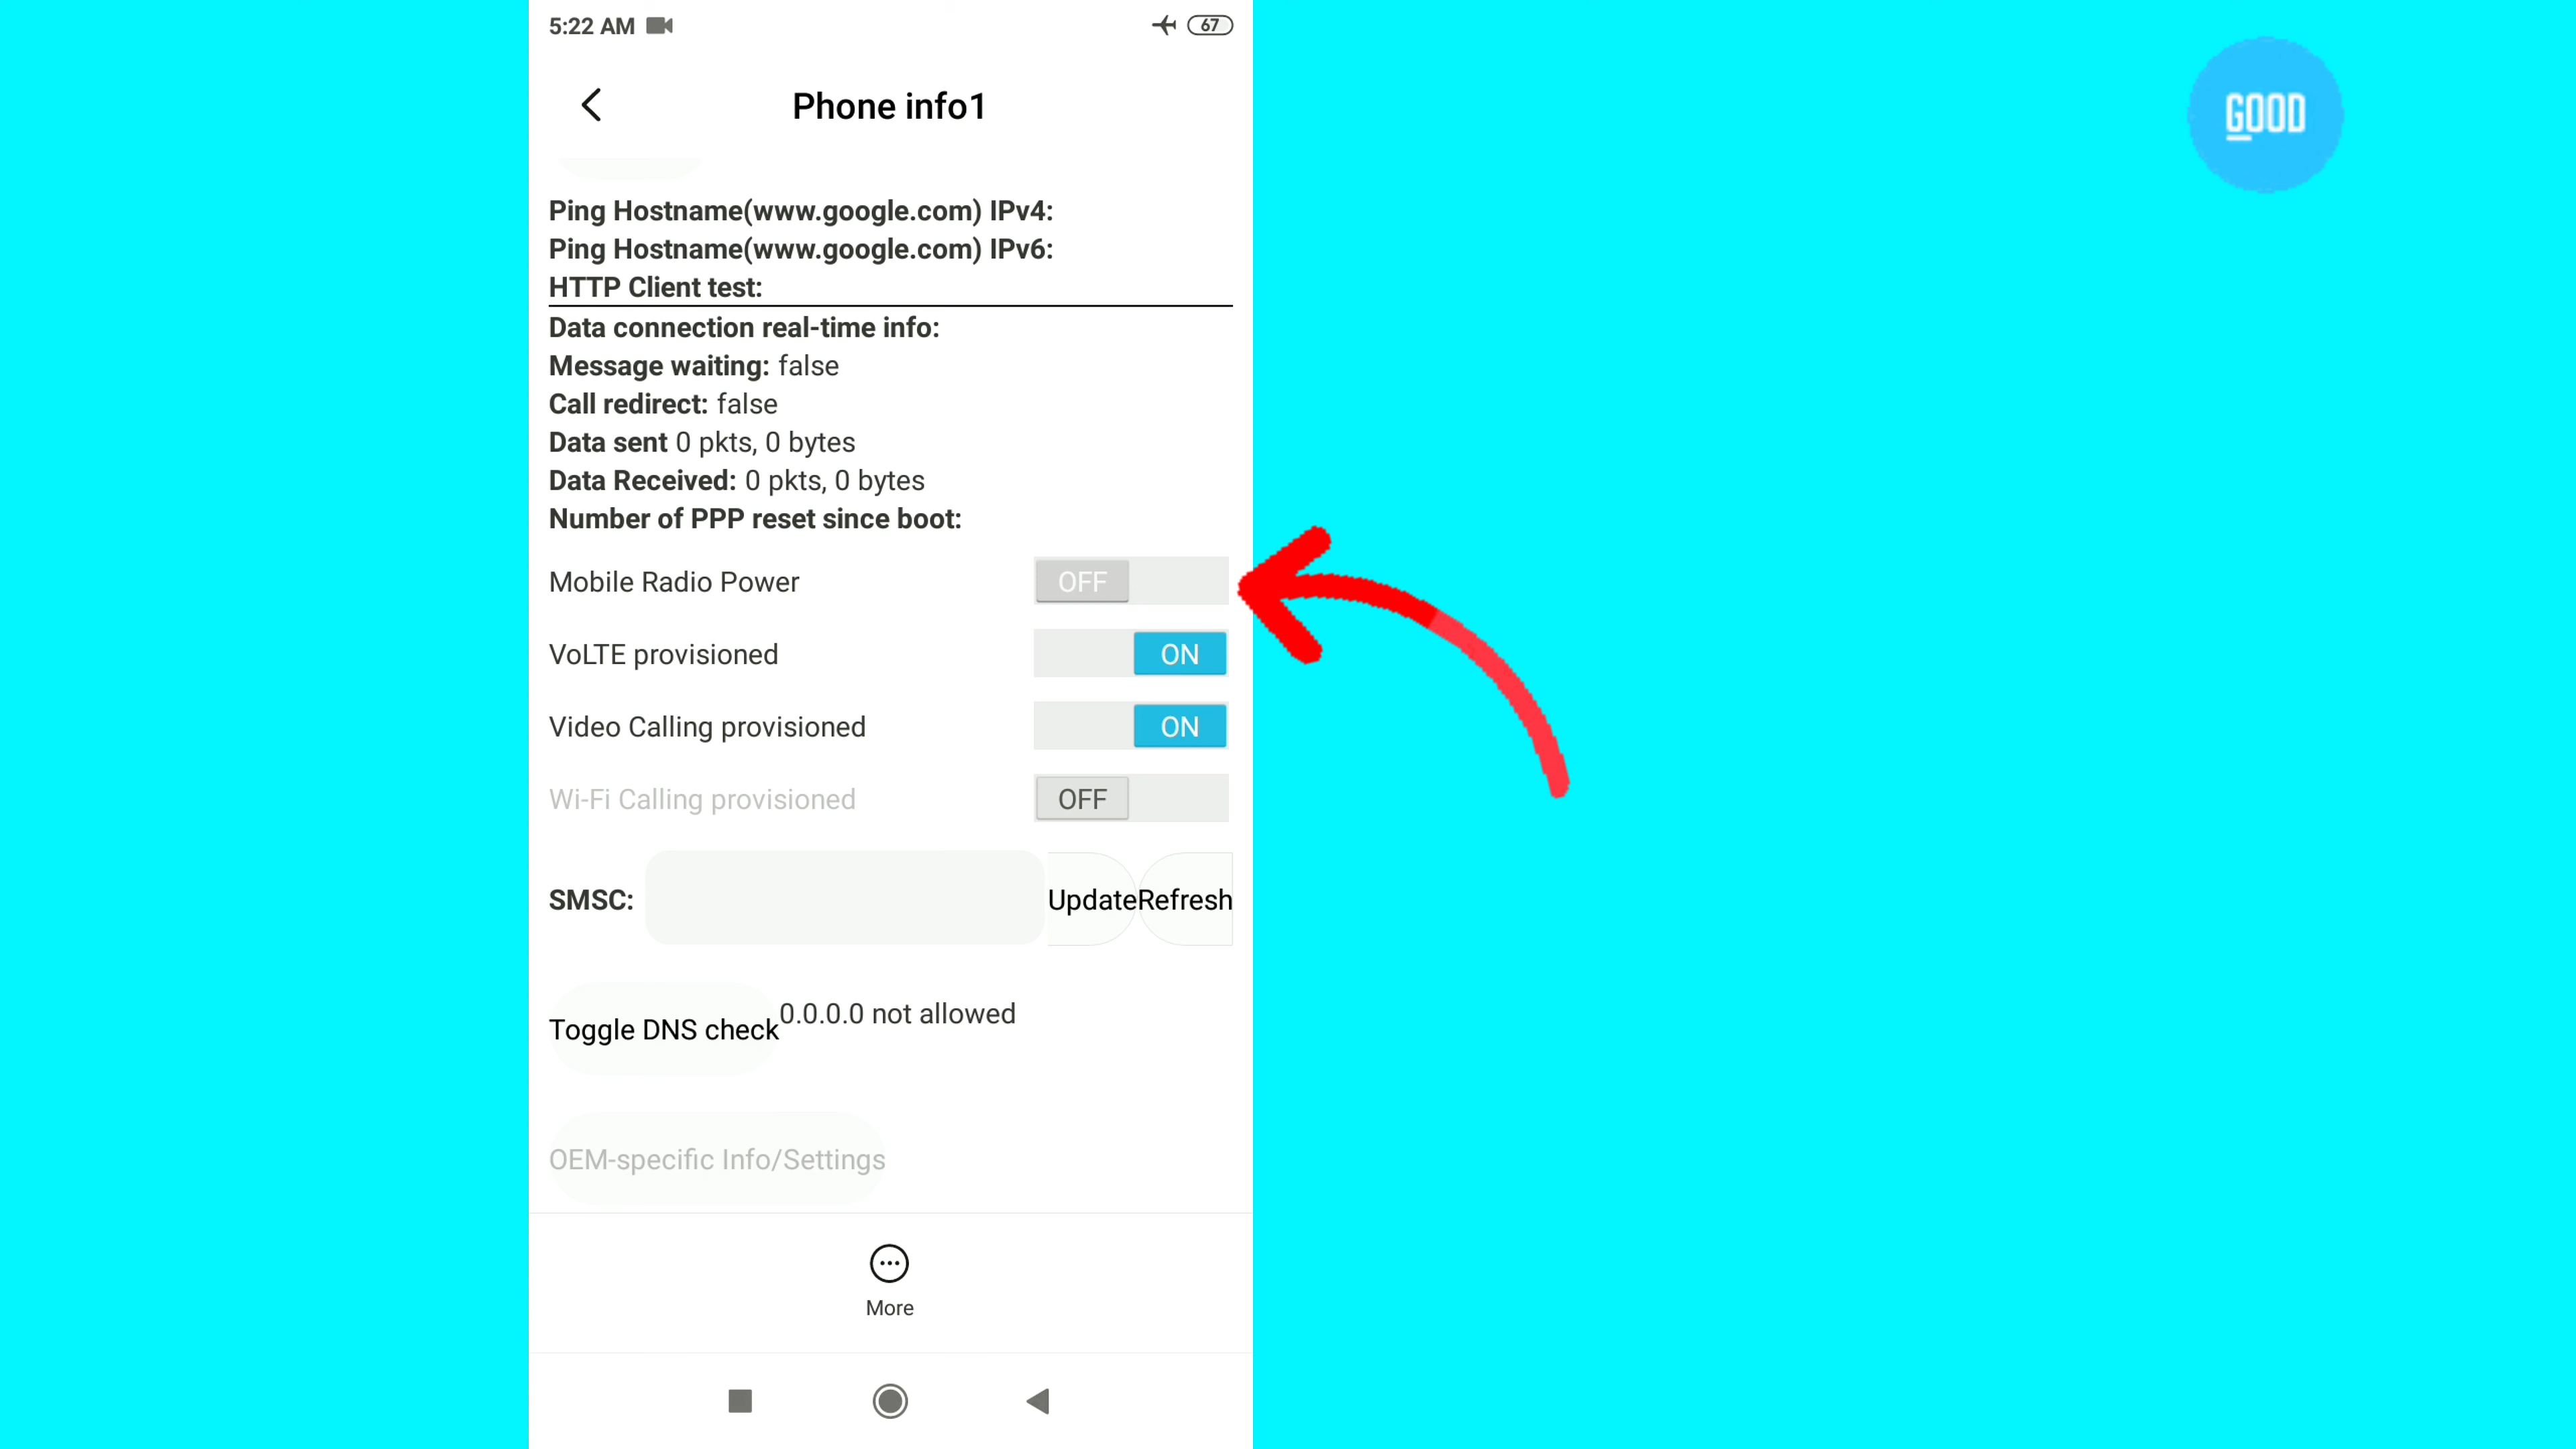 5:22 AM 67
Phone info1
GOOD
Ping Hostname(www.google.com) IPv4:
Ping Hostname(www.google.com) IPv6:
HTTP Client test:
Data connection real-time info:
Message waiting: false
Call redirect: false
Data sent 0 pkts, 0 bytes
Data Received: 0 pkts, 0 bytes
Number of PPP reset since boot:
Mobile Radio Power OFF
VoLTE provisioned ON
Video Calling provisioned ON
Wi-Fi Calling provisioned OFF
SMSC: Update Refresh
Toggle DNS check 0.0.0.0 not allowed
OEM-specific Info/Settings
More